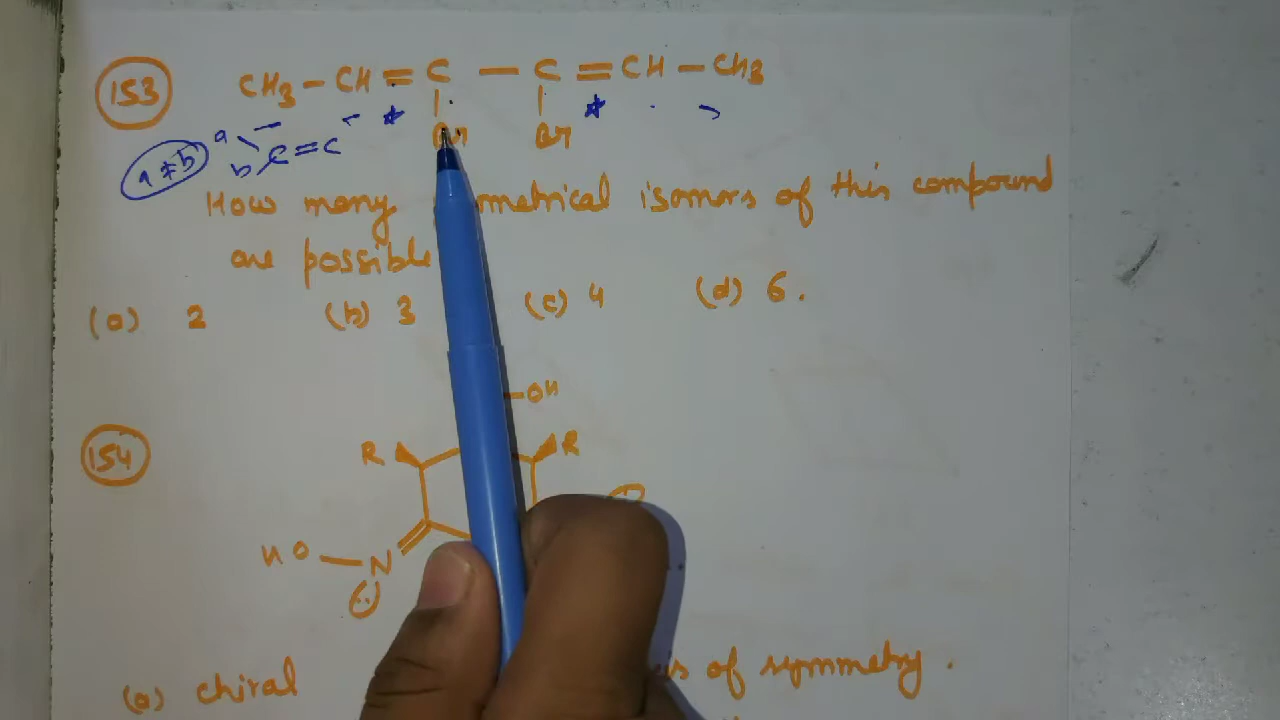 153 CH3 – CH = C — C = CH – CH3
Br Br
a≠b a b C = C
How many metrical isomers of this compound
are possible
(a) 2 (b) 3 (c) 4 (d) 6.
–OH
154 R R
HO — N
(a) chiral of symmetry.